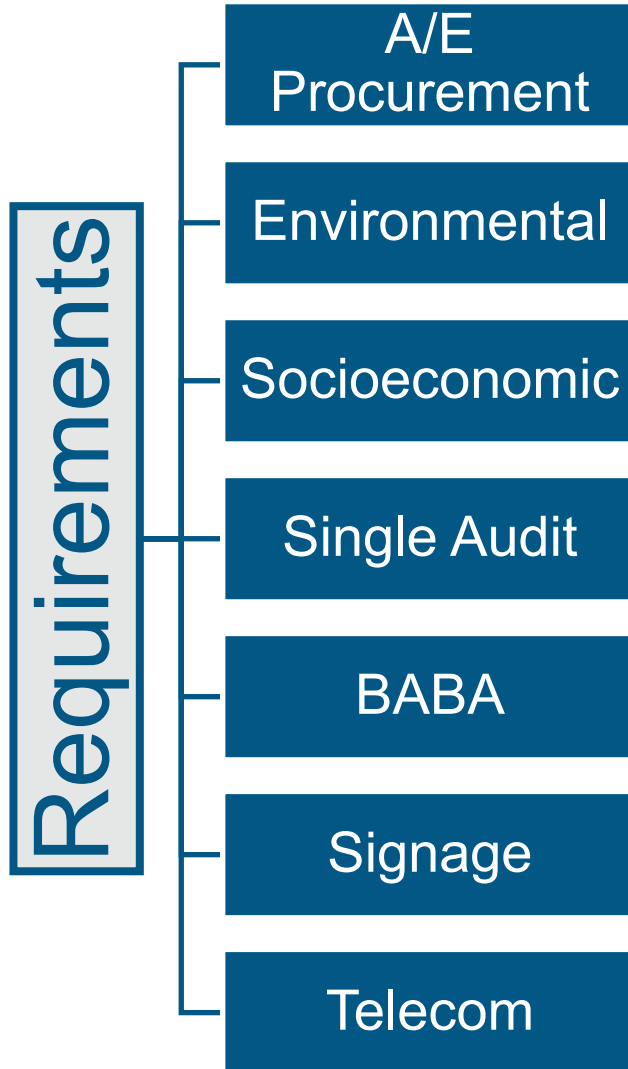 Requirements
A/E
Procurement
Environmental
Socioeconomic
Single Audit
BABA
Signage
Telecom